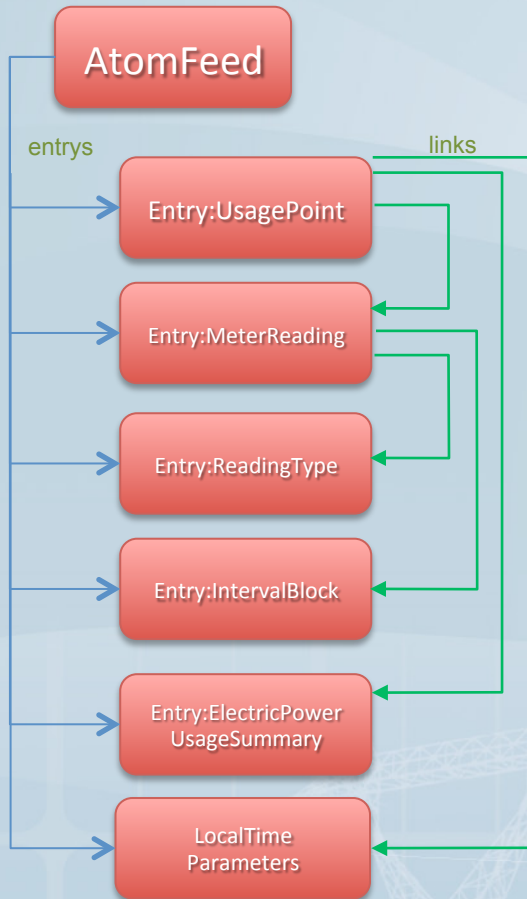 AtomFeed
entrys
links
Entry:UsagePoint
Entry:MeterReading
Entry:ReadingType
Entry:IntervalBlock
Entry:ElectricPower
UsageSummary
LocalTime
Parameters